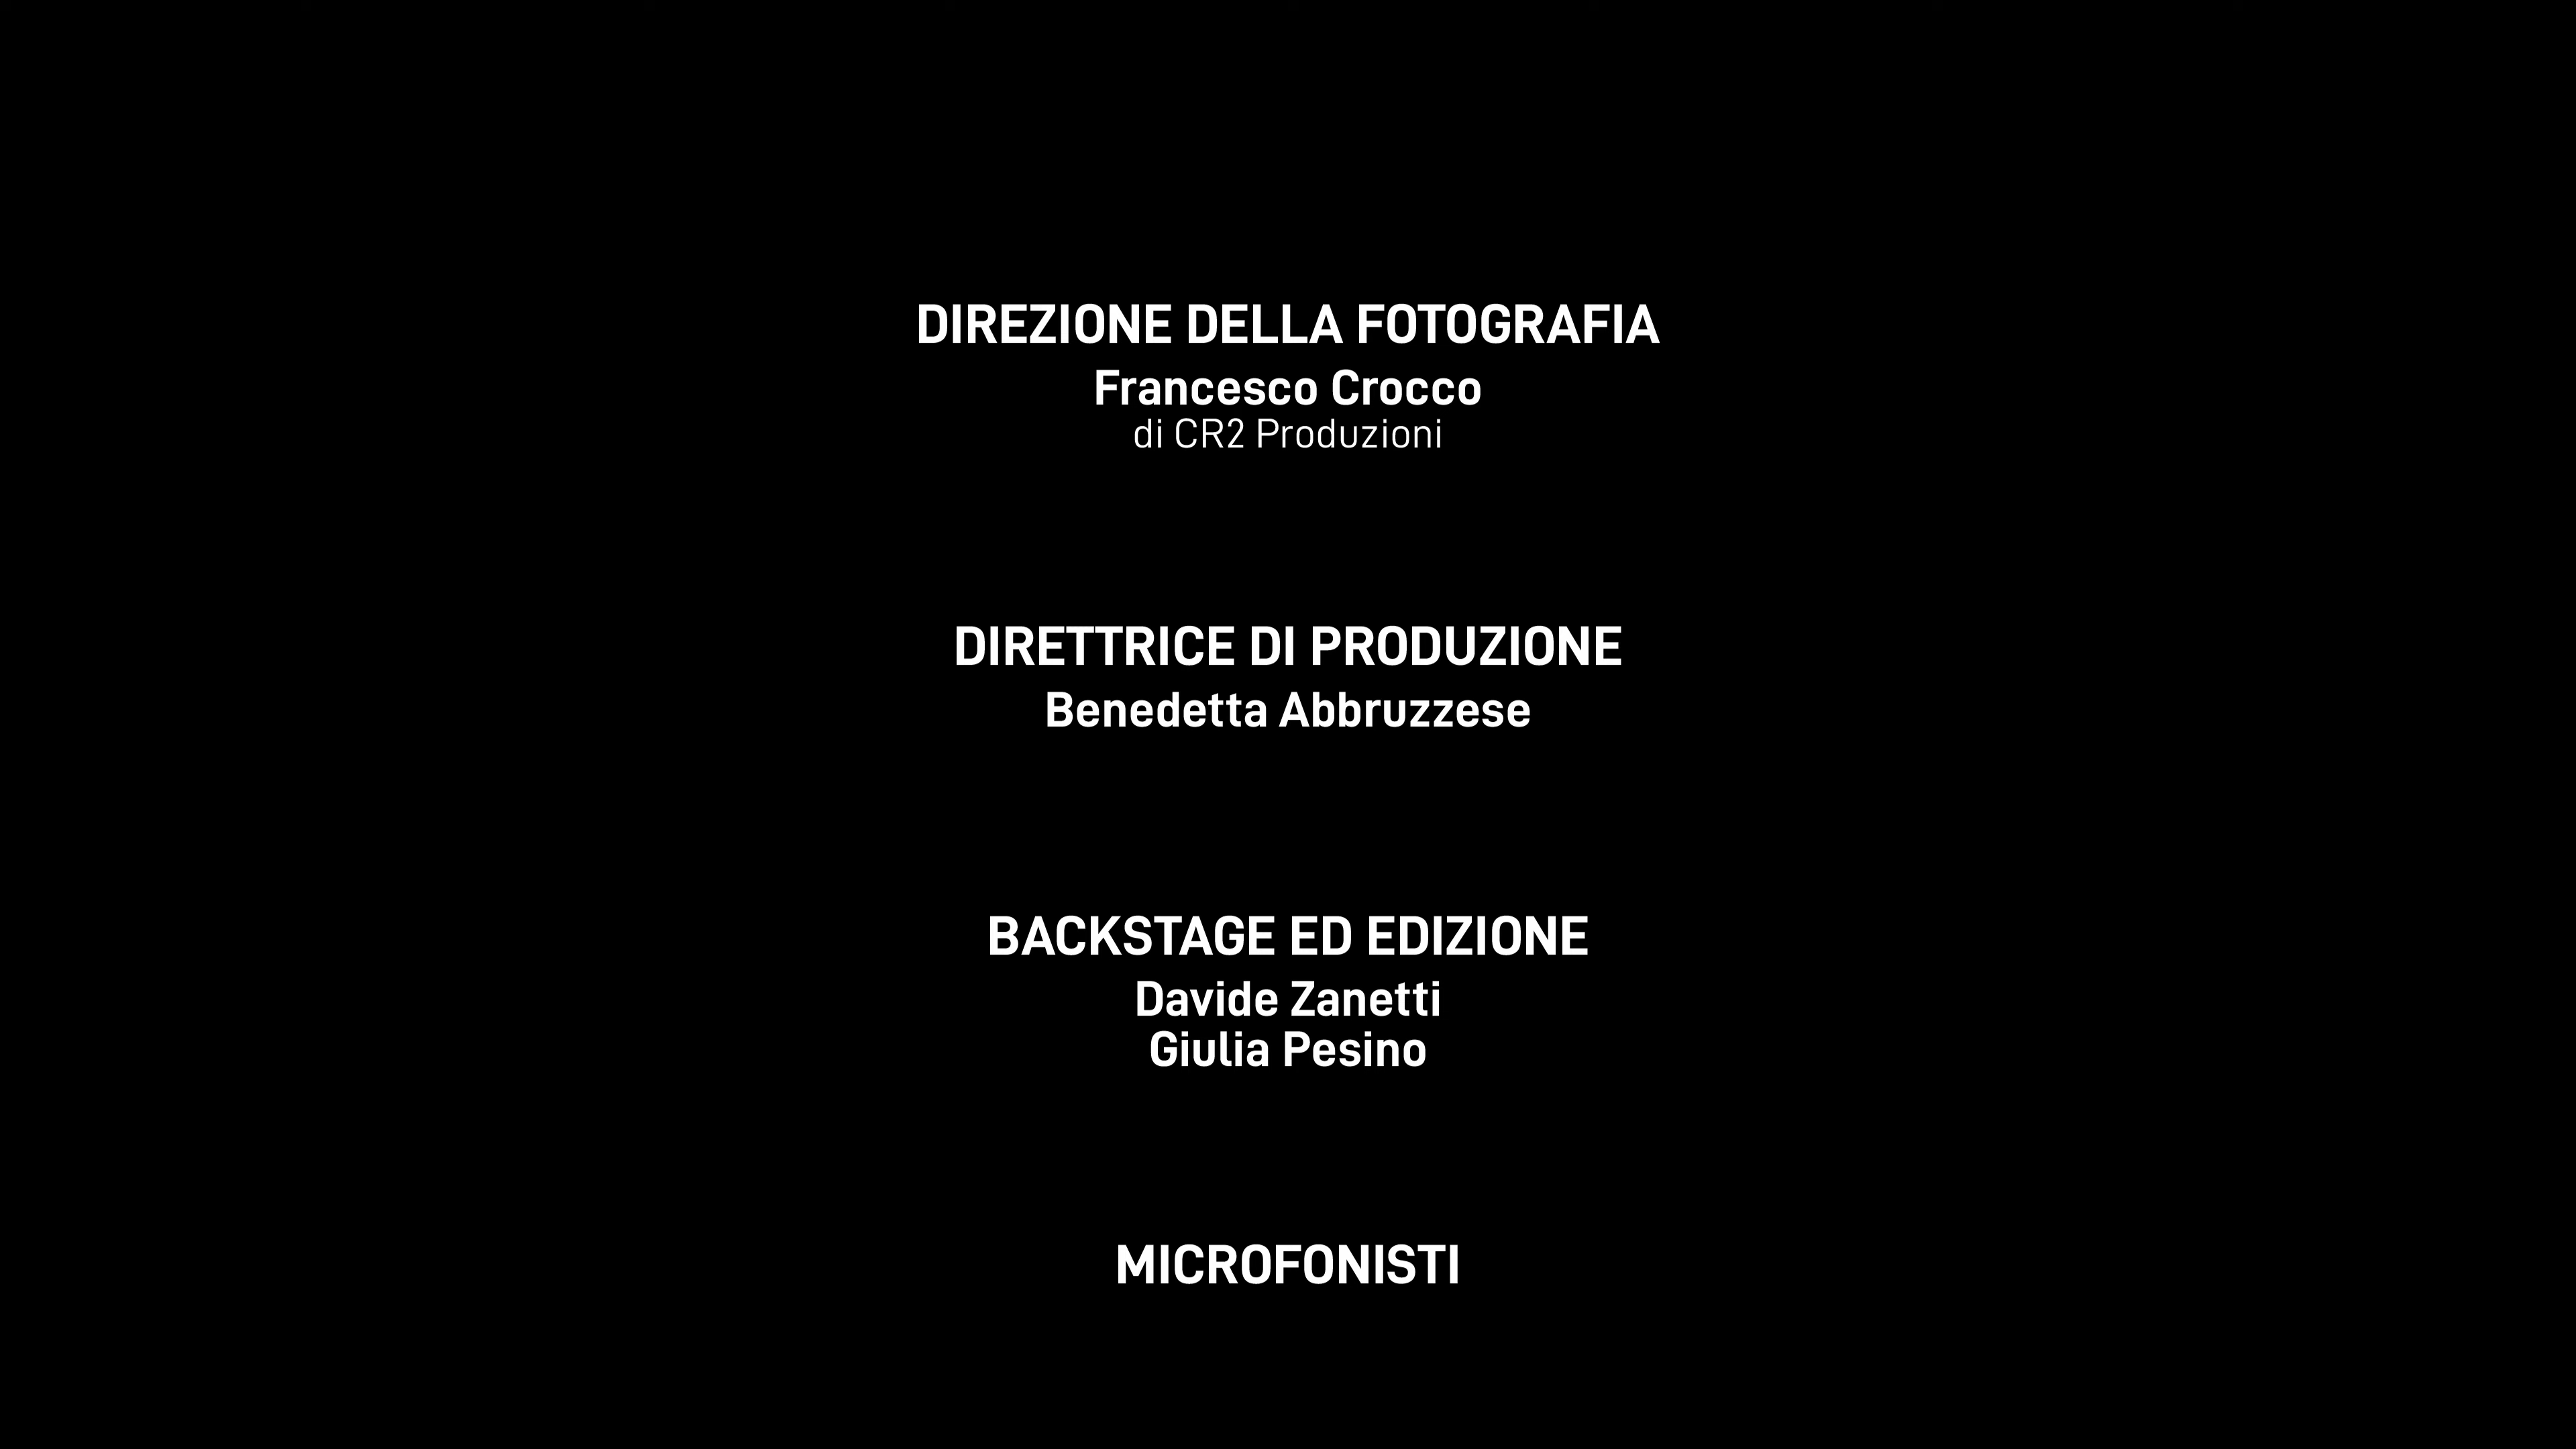 DIREZIONE DELLA FOTOGRAFIA
Francesco Crocco
di CR2 Produzioni
DIRETTRICE DI PRODUZIONE
Benedetta Abbruzzese
BACKSTAGE ED EDIZIONE
Davide Zanetti
Giulia Pesino
MICROFONISTI